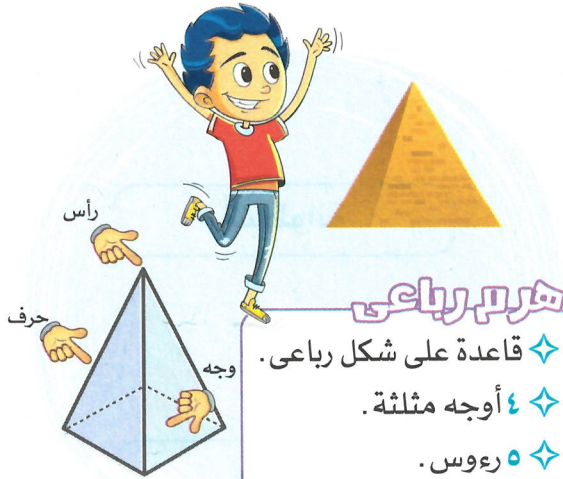 هرم رباعى
قاعدة على شكل رباعى.
٤ أوجه مثلثة.
٥ رءوس.
رأس
حرف
وجه